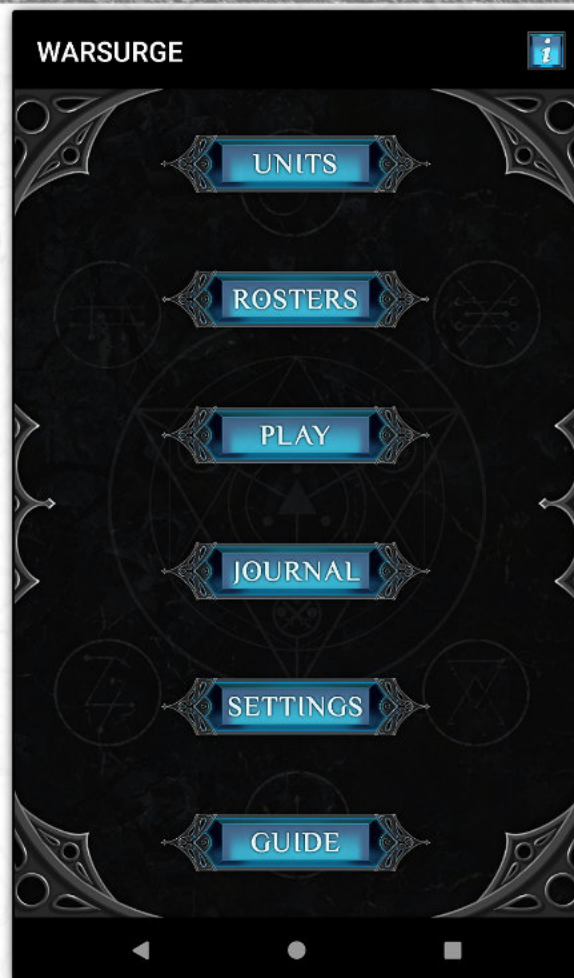 WARSURGE
i
UNITS
ROSTERS
PLAY
JOURNAL
SETTINGS
GUIDE